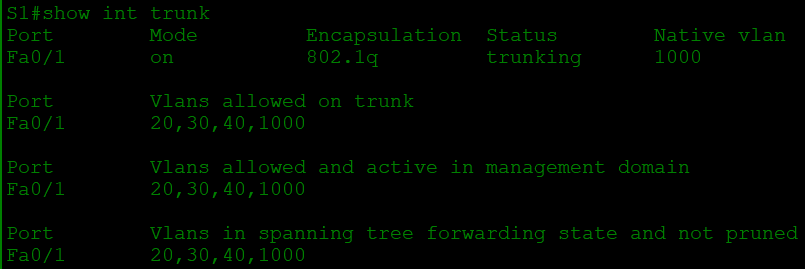 S1#show int trunk
Port Mode Encapsulation Status Native vlan
Fa0/1 on 802.1q trunking 1000
Port Vlans allowed on trunk
Fa0/1 20,30,40,1000
Port Vlans allowed and active in management domain
Fa0/1 20,30,40,1000
Port Vlans in spanning tree forwarding state and not pruned
Fa0/1 20,30,40,1000